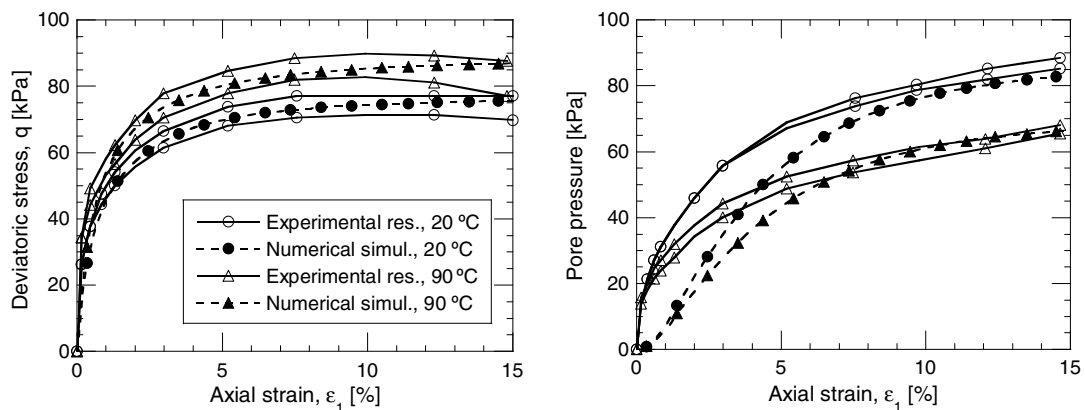 100
80
60
40
20
0
0
5
10
15
Deviatoric stress, q [kPa]
Axial strain, ε1 [%]
Experimental res., 20 ºC
Numerical simul., 20 ºC
Experimental res., 90 ºC
Numerical simul., 90 ºC
100
80
60
40
20
0
0
5
10
15
Pore pressure [kPa]
Axial strain, ε1 [%]